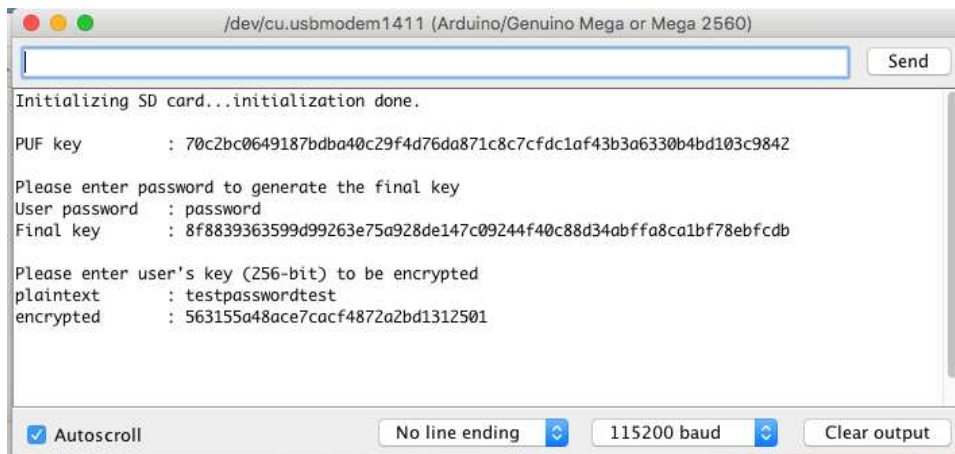 /dev/cu.usbmodem1411 (Arduino/Genuino Mega or Mega 2560)
Send
Initializing SD card...initialization done.
PUF key : 70c2bc0649187bdba40c29f4d76da871c8c7cfdc1af43b3a6330b4bd103c9842
Please enter password to generate the final key
User password : password
Final key : 8f8839363599d99263e75a928de147c09244f40c88d34abffa8ca1bf78ebfcdb
Please enter user's key (256-bit) to be encrypted
plaintext : testpasswordtest
encrypted : 563155a48ace7cacf4872a2bd1312501
Autoscroll No line ending 115200 baud Clear output